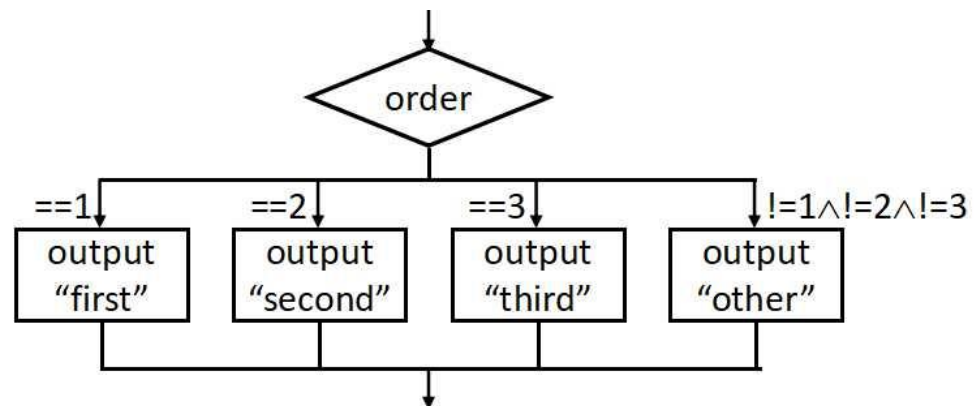 order
==1
==2
==3
!=1∧!=2∧!=3
output
“first”
output
“second”
output
“third”
output
“other”